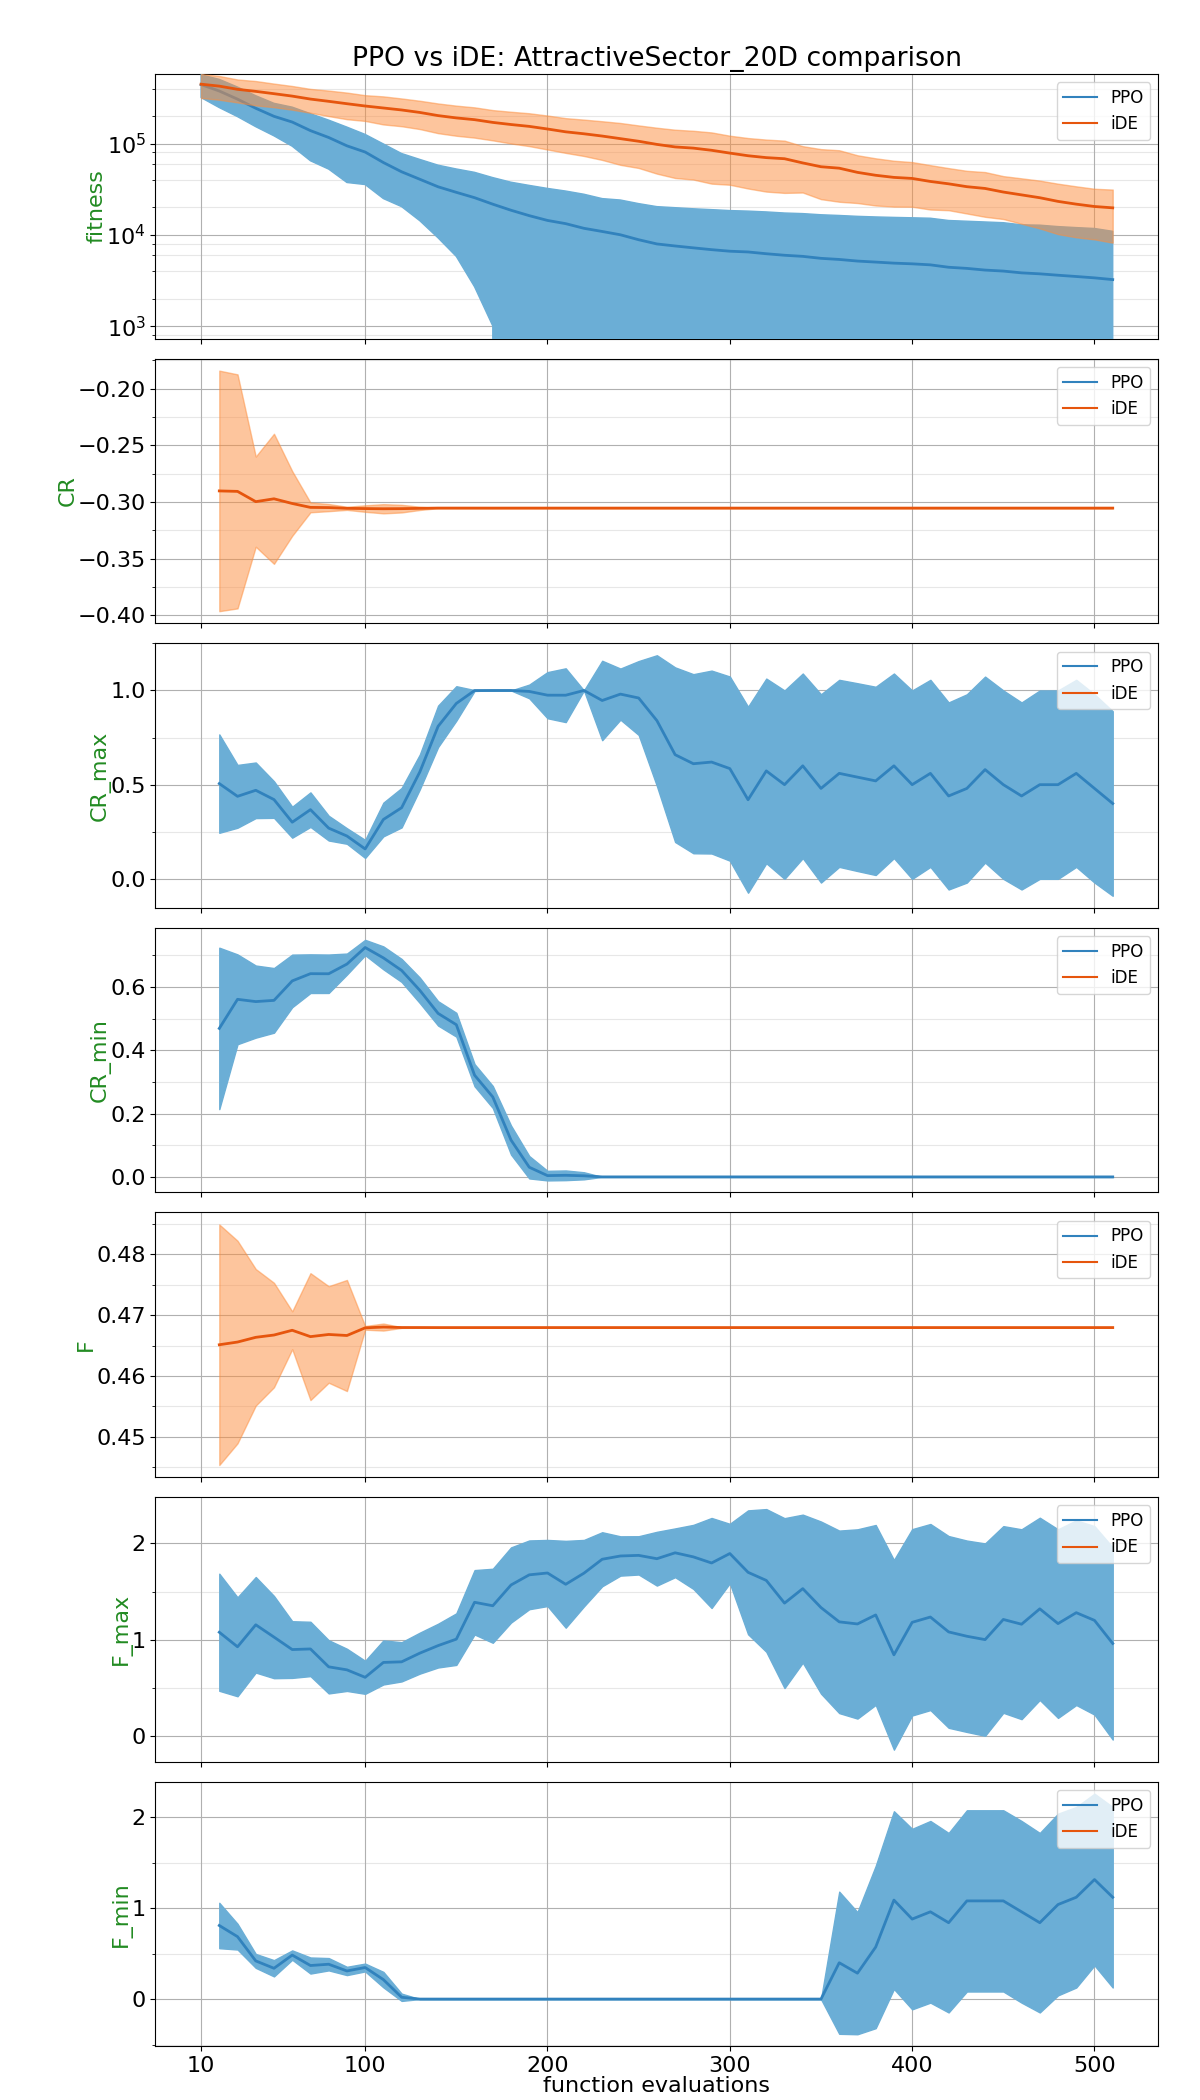 PPO vs iDE: AttractiveSector_20D comparison
fitness
10^5
10^4
10^3
PPO
iDE
CR
−0.20
−0.25
−0.30
−0.35
−0.40
PPO
iDE
CR_max
1.0
0.5
0.0
PPO
iDE
CR_min
0.6
0.4
0.2
0.0
PPO
iDE
F
0.48
0.47
0.46
0.45
PPO
iDE
F_max
2
1
0
PPO
iDE
F_min
2
1
0
PPO
iDE
10 100 200 300 400 500
function evaluations